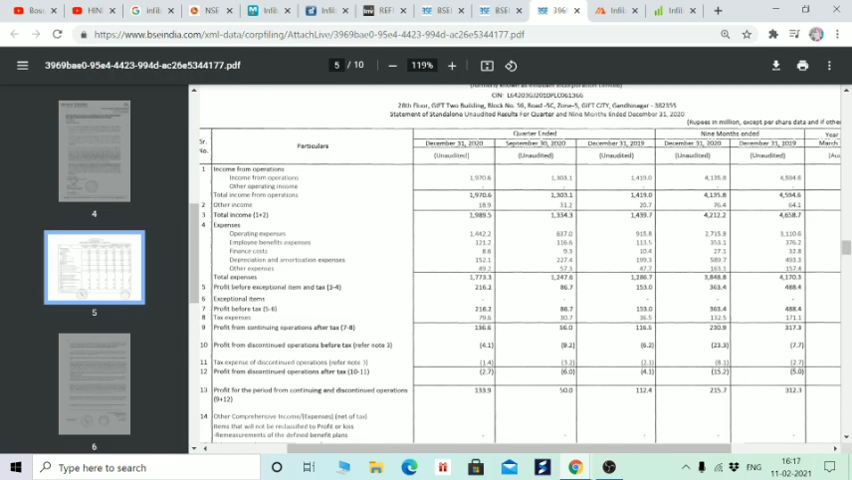 Bos: HIND G infib NSE Infil Infil REFI BSEI BSEI 396 Infib Infib
https://www.bseindia.com/xml-data/corpfiling/AttachLive/3969bae0-95e4-4423-994d-ac26e5344177.pdf
3969bae0-95e4-4423-994d-ac26e5344177.pdf 5 / 10 119%
CIN: L64203GJ2010PLC061366
28th Floor, GIFT Two Building, Block No. 56, Road -5C, Zone-5, GIFT CITY, Gandhinagar - 382355
Statement of Standalone Unaudited Results For Quarter and Nine Months Ended December 31, 2020
(Rupees in million, except per share data and if other
Sr. No. Particulars Quarter Ended Nine Months ended Year
December 31, 2020 September 30, 2020 December 31, 2019 December 31, 2020 December 31, 2019 March
(Unaudited) (Unaudited) (Unaudited) (Unaudited) (Unaudited)
1 Income from operations
Income from operations 1,970.6 1,303.1 1,419.0 4,135.8 4,594.6
Other operating income - - - - -
Total income from operations 1,970.6 1,303.1 1,419.0 4,135.8 4,594.6
2 Other income 18.9 31.2 20.7 76.4 64.1
3 Total income (1+2) 1,989.5 1,334.3 1,439.7 4,212.2 4,658.7
4 Expenses
Operating expenses 1,442.2 837.0 915.8 2,715.8 3,110.6
Employee benefits expenses 121.2 116.6 113.5 353.1 376.2
Finance costs 8.6 9.3 10.4 27.1 32.8
Depreciation and amortisation expenses 152.1 227.4 199.3 589.7 493.3
Other expenses 49.2 57.3 47.7 163.1 157.4
Total expenses 1,773.3 1,247.6 1,286.7 3,848.8 4,170.3
5 Profit before exceptional item and tax (3-4) 216.2 86.7 153.0 363.4 488.4
6 Exceptional items - - - - -
7 Profit before tax (5-6) 216.2 86.7 153.0 363.4 488.4
8 Tax expenses 79.6 30.7 36.5 132.5 171.1
9 Profit from continuing operations after tax (7-8) 136.6 56.0 116.5 230.9 317.3
10 Profit from discontinued operations before tax (refer note 3) (4.1) (9.2) (6.2) (23.3) (7.7)
11 Tax expense of discontinued operations (refer note 3) (1.4) (3.2) (2.1) (8.1) (2.7)
12 Profit from discontinued operations after tax (10-11) (2.7) (6.0) (4.1) (15.2) (5.0)
13 Profit for the period from continuing and discontinued operations 133.9 50.0 112.4 215.7 312.3
(9+12)
14 Other Comprehensive Income/(Expenses) (net of tax)
Items that will not be reclassified to Profit or loss
-Remeasurements of the defined benefit plans - - - - -
4
5
6
Type here to search ENG 16:17
11-02-2021